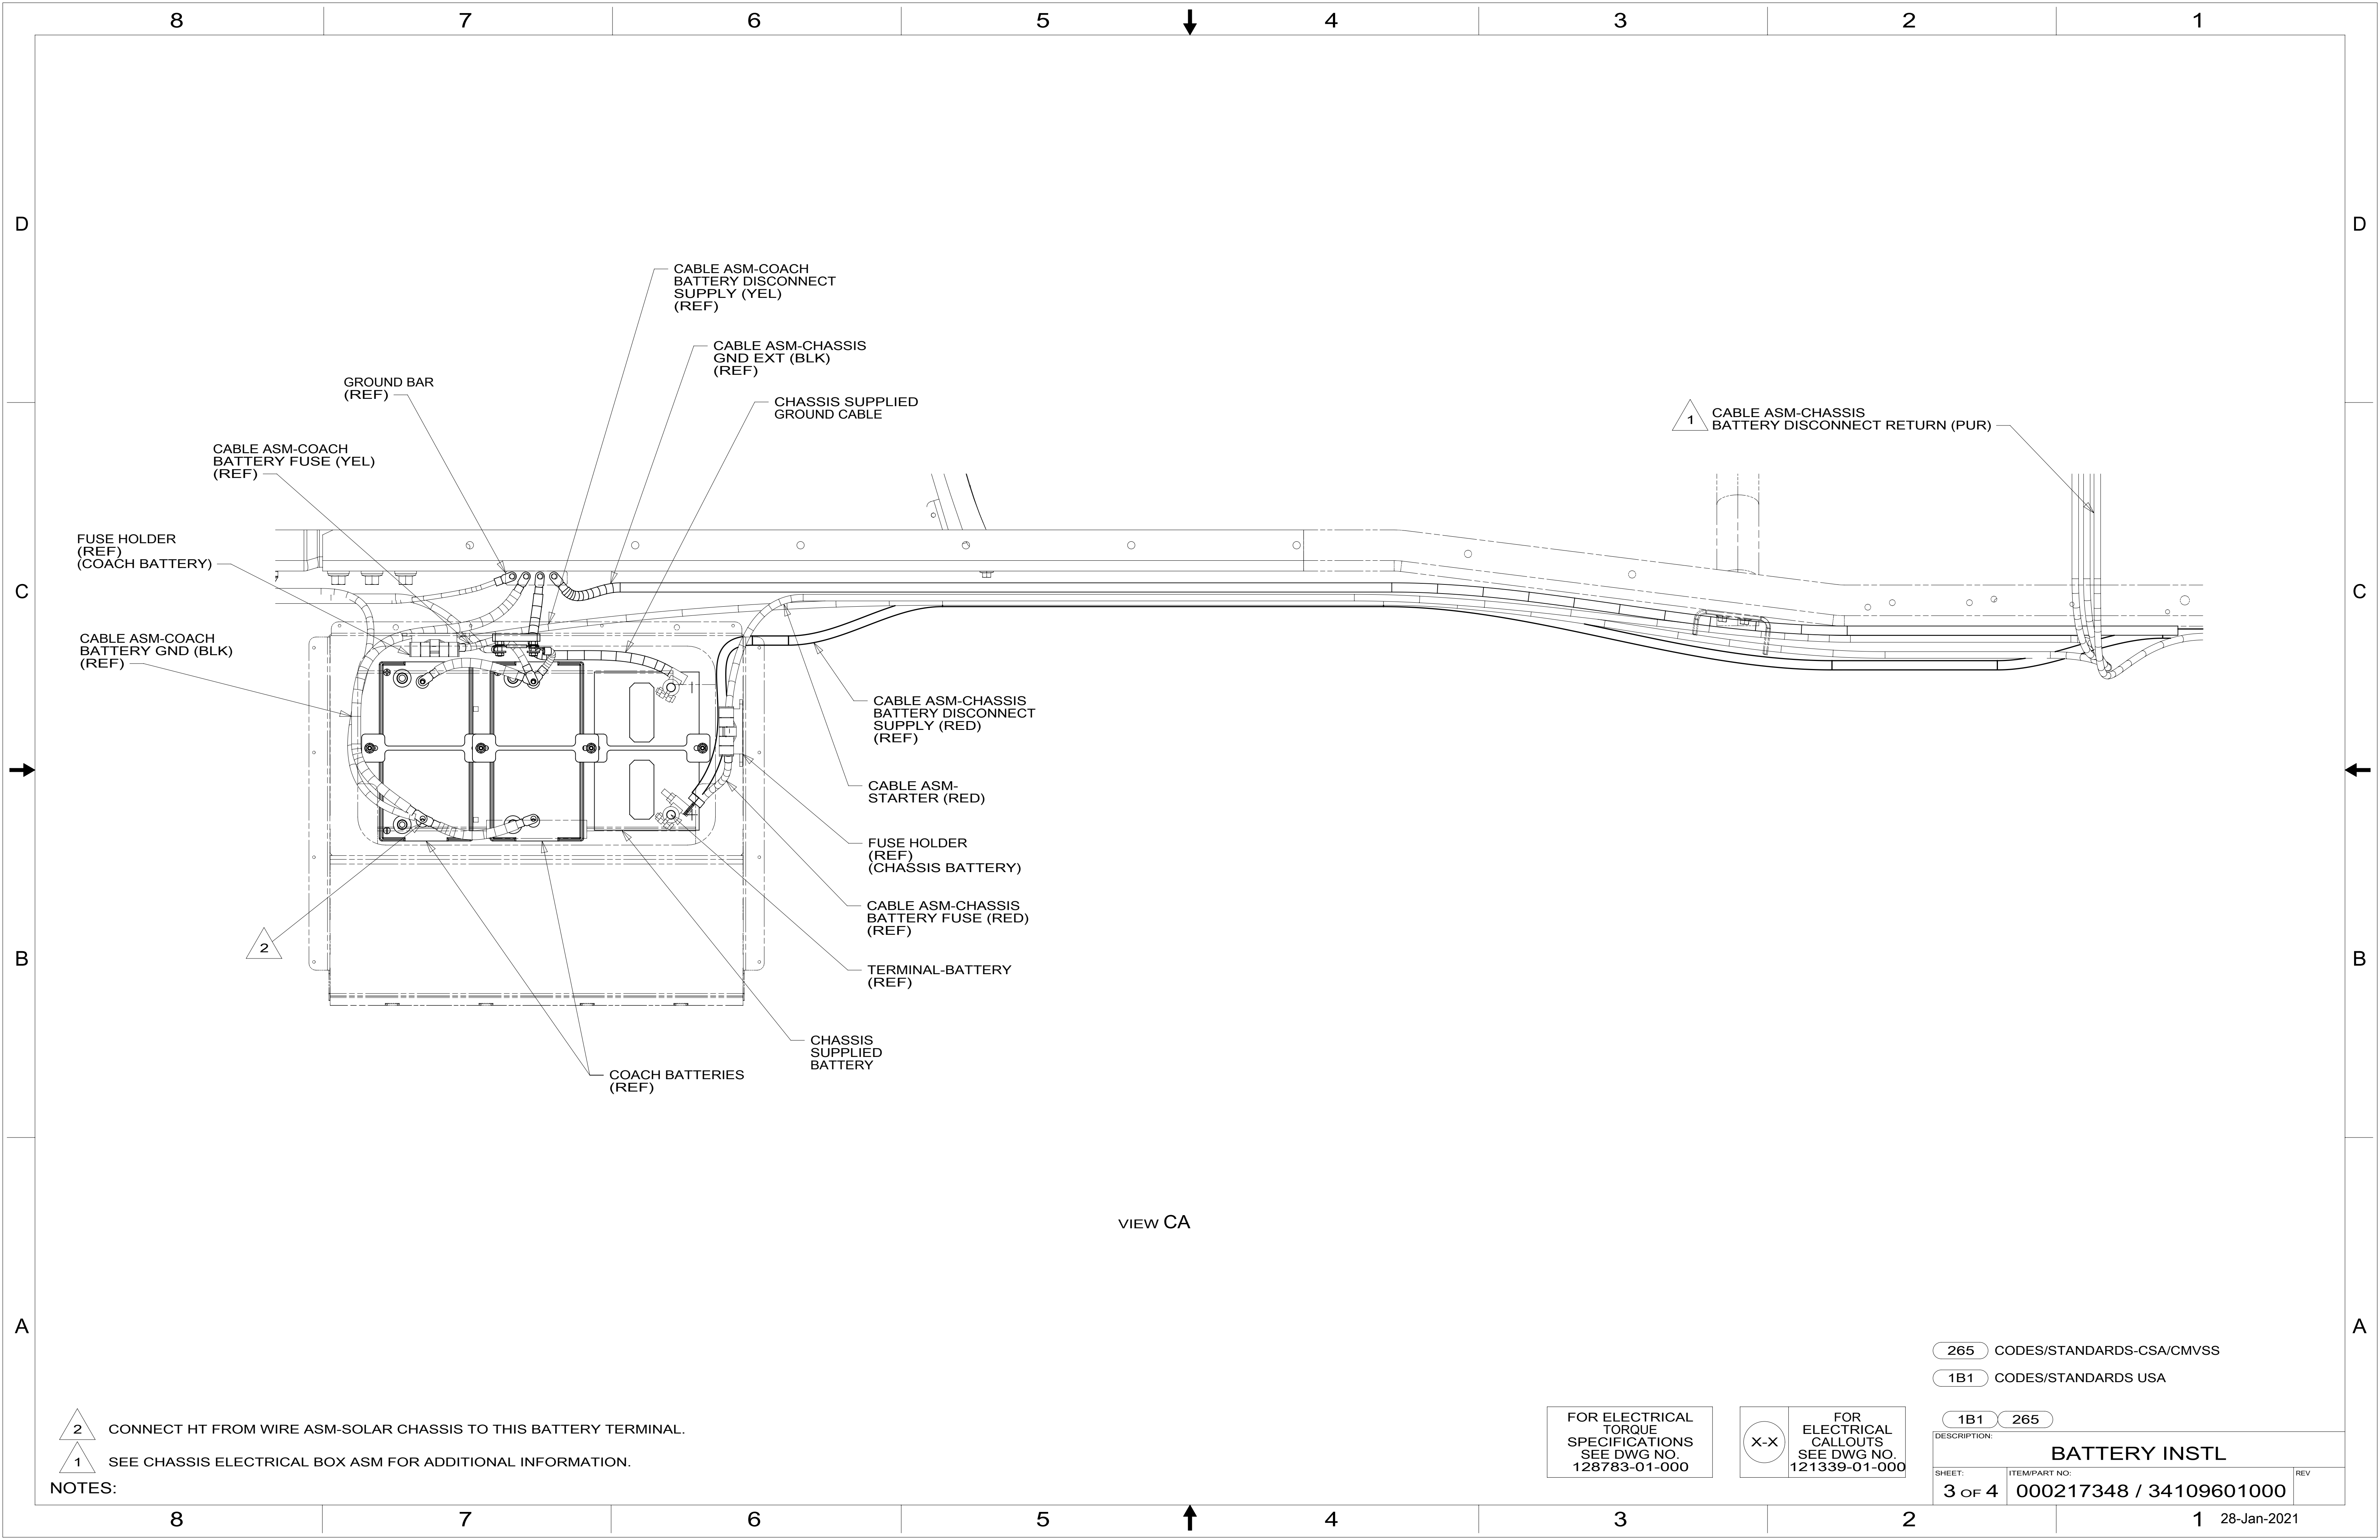 8 7 6 5 4 3 2 1
D D
CABLE ASM-COACH
BATTERY DISCONNECT
SUPPLY (YEL)
(REF)
CABLE ASM-CHASSIS
GND EXT (BLK)
(REF)
GROUND BAR
(REF)
CHASSIS SUPPLIED
GROUND CABLE
1
CABLE ASM-CHASSIS
BATTERY DISCONNECT RETURN (PUR)
CABLE ASM-COACH
BATTERY FUSE (YEL)
(REF)
FUSE HOLDER
(REF)
(COACH BATTERY)
C C
CABLE ASM-COACH
BATTERY GND (BLK)
(REF)
CABLE ASM-CHASSIS
BATTERY DISCONNECT
SUPPLY (RED)
(REF)
CABLE ASM-
STARTER (RED)
FUSE HOLDER
(REF)
(CHASSIS BATTERY)
CABLE ASM-CHASSIS
BATTERY FUSE (RED)
(REF)
2
B B
TERMINAL-BATTERY
(REF)
CHASSIS
SUPPLIED
BATTERY
COACH BATTERIES
(REF)
VIEW CA
A A
265 CODES/STANDARDS-CSA/CMVSS
1B1 CODES/STANDARDS USA
1B1 265
2 CONNECT HT FROM WIRE ASM-SOLAR CHASSIS TO THIS BATTERY TERMINAL.
1 SEE CHASSIS ELECTRICAL BOX ASM FOR ADDITIONAL INFORMATION.
NOTES:
FOR ELECTRICAL
TORQUE
SPECIFICATIONS
SEE DWG NO.
128783-01-000
X-X
FOR
ELECTRICAL
CALLOUTS
SEE DWG NO.
121339-01-000
DESCRIPTION:
BATTERY INSTL
SHEET:
3 OF 4
ITEM/PART NO:
000217348 / 34109601000
REV
8 7 6 5 4 3 2 1
28-Jan-2021